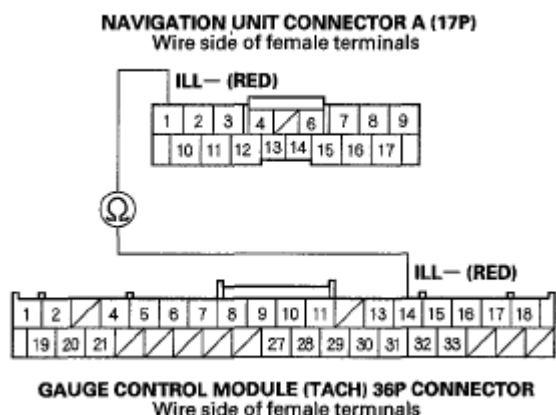 NAVIGATION UNIT CONNECTOR A (17P)
Wire side of female terminals
ILL— (RED)
1 2 3 4 6 7 8 9
10 11 12 13 14 15 16 17
Ω
ILL— (RED)
1 2 4 5 6 7 8 9 10 11 13 14 15 16 17 18
19 20 21 27 28 29 30 31 32 33
GAUGE CONTROL MODULE (TACH) 36P CONNECTOR
Wire side of female terminals